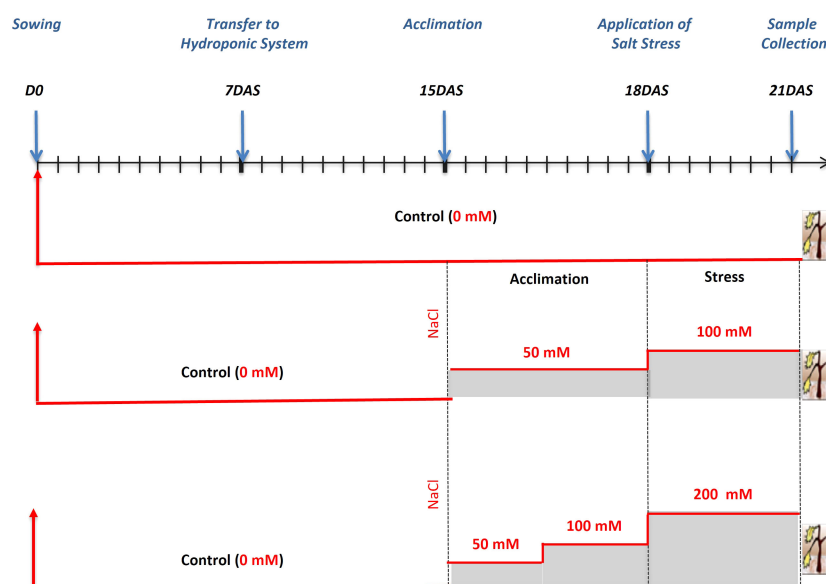 Sowing
Transfer to
Hydroponic System
Acclimation
Application of
Salt Stress
Sample
Collection
D0
7DAS
15DAS
18DAS
21DAS
Control (0 mM)
Acclimation
Stress
NaCl
100 mM
50 mM
Control (0 mM)
NaCl
200 mM
100 mM
50 mM
Control (0 mM)